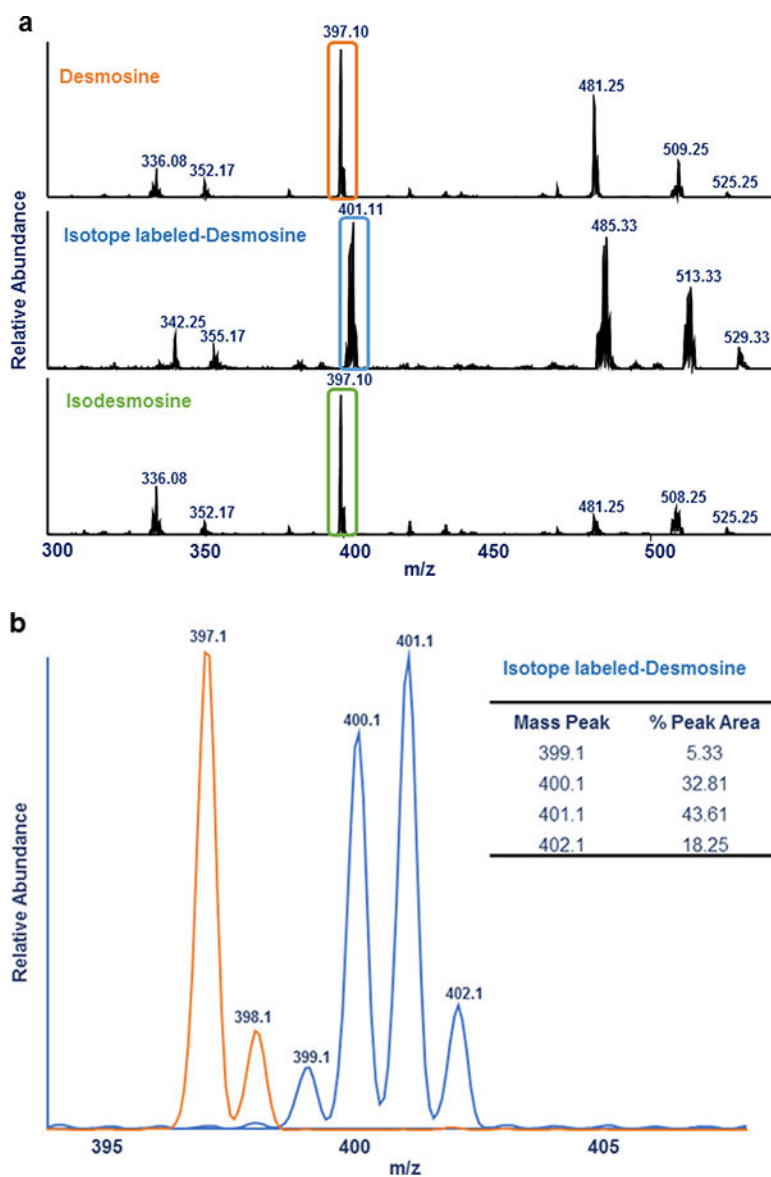 a
397.10
Desmosine
481.25
336.08
352.17
509.25
525.25
401.11
Isotope labeled-Desmosine
485.33
513.33
342.25
355.17
529.33
397.10
Isodesmosine
336.08
352.17
481.25
508.25
525.25
Relative Abundance
300 350 400 450 500
m/z
b
397.1
401.1
400.1
398.1
399.1
402.1
Isotope labeled-Desmosine
Mass Peak % Peak Area
399.1 5.33
400.1 32.81
401.1 43.61
402.1 18.25
Relative Abundance
395 400 405
m/z